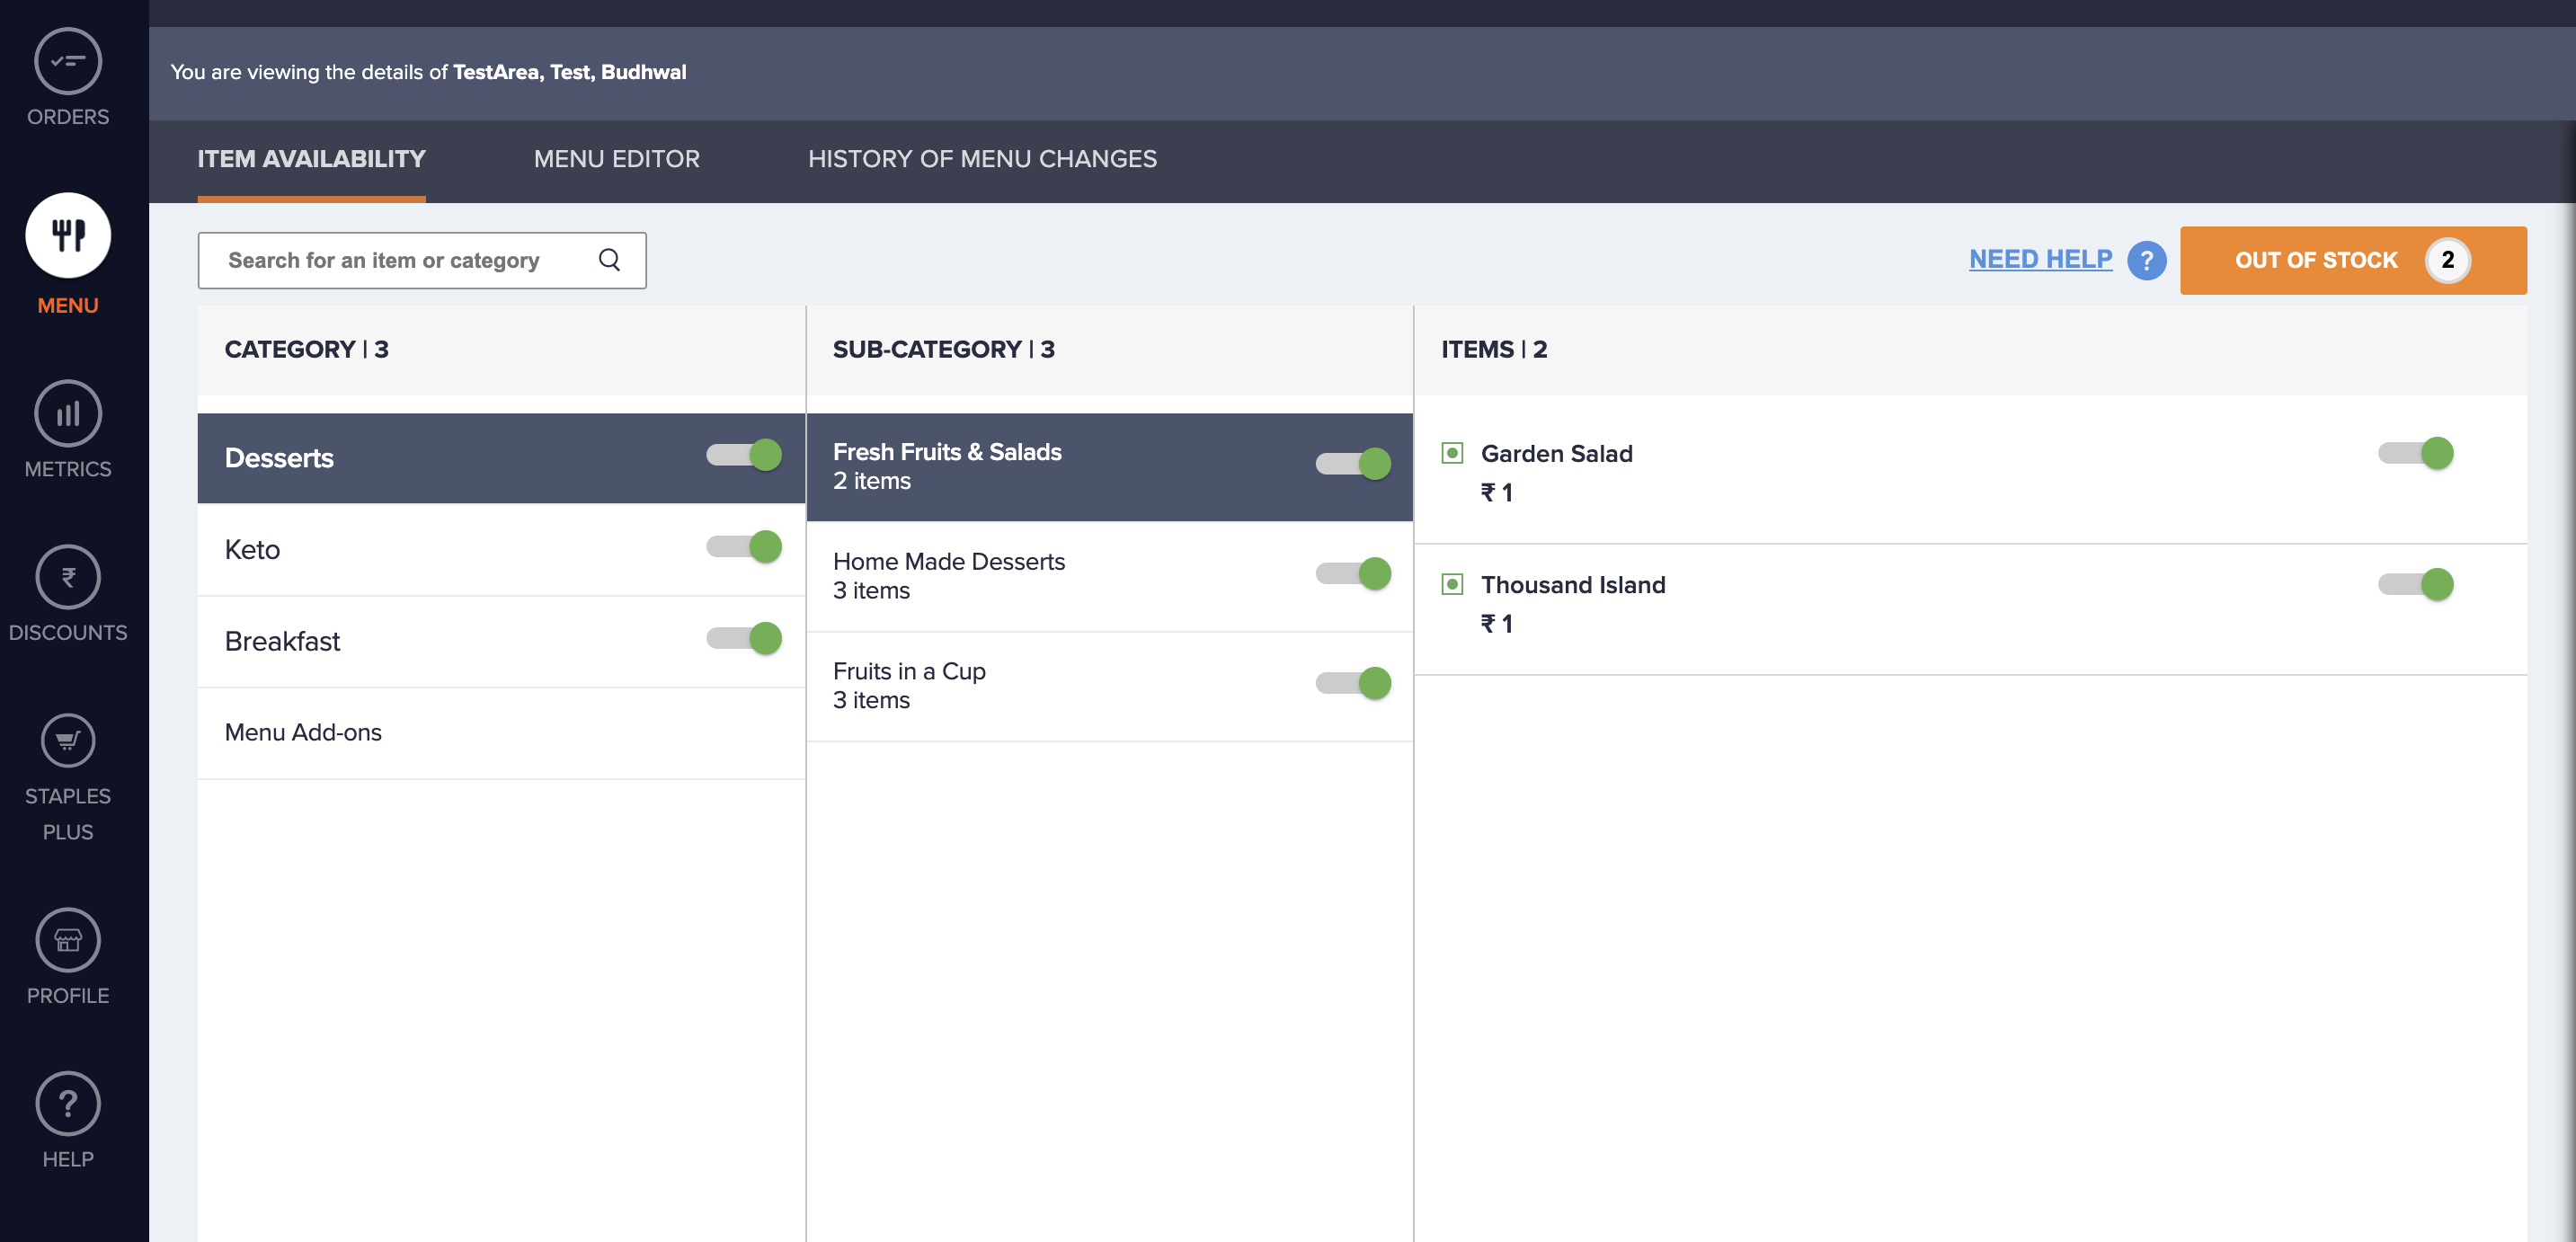 ORDERS
MENU
METRICS
₹
DISCOUNTS
STAPLES
PLUS
PROFILE
?
HELP
You are viewing the details of TestArea, Test, Budhwal
ITEM AVAILABILITY
MENU EDITOR
HISTORY OF MENU CHANGES
Search for an item or category
NEED HELP ?
OUT OF STOCK 2
CATEGORY | 3
Desserts
Keto
Breakfast
Menu Add-ons
SUB-CATEGORY | 3
Fresh Fruits & Salads
2 items
Home Made Desserts
3 items
Fruits in a Cup
3 items
ITEMS | 2
Garden Salad
₹ 1
Thousand Island
₹ 1